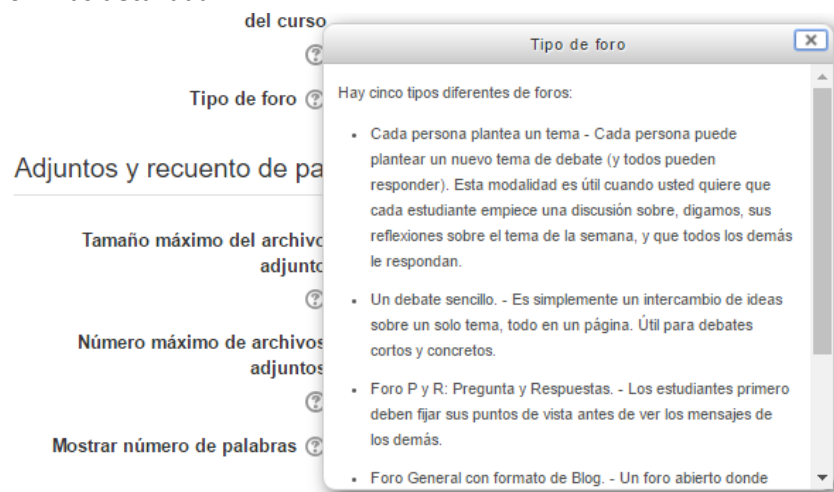 del curso
Tipo de foro
Adjuntos y recuento de pa
Tamaño máximo del archivo
adjunto
Número máximo de archivos
adjuntos
Mostrar número de palabras
Tipo de foro
Hay cinco tipos diferentes de foros:
• Cada persona plantea un tema - Cada persona puede
plantear un nuevo tema de debate (y todos pueden
responder). Esta modalidad es útil cuando usted quiere que
cada estudiante empiece una discusión sobre, digamos, sus
reflexiones sobre el tema de la semana, y que todos los demás
le respondan.
• Un debate sencillo. - Es simplemente un intercambio de ideas
sobre un solo tema, todo en un página. Útil para debates
cortos y concretos.
• Foro P y R: Pregunta y Respuestas. - Los estudiantes primero
deben fijar sus puntos de vista antes de ver los mensajes de
los demás.
• Foro General con formato de Blog. - Un foro abierto donde